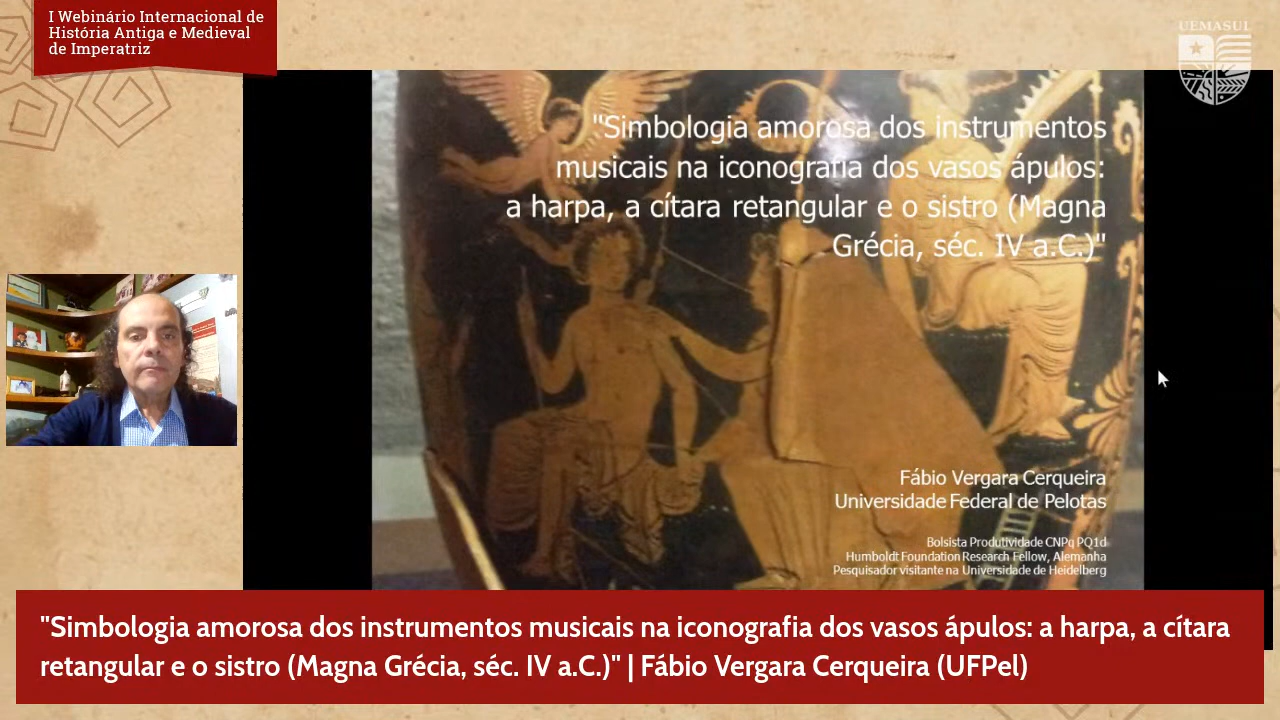 I Webinário Internacional de
História Antiga e Medieval
de Imperatriz
UEMASUL
"Simbologia amorosa dos instrumentos
musicais na iconografia dos vasos ápulos:
a harpa, a cítara retangular e o sistro (Magna
Grécia, séc. IV a.C.)"
Fábio Vergara Cerqueira
Universidade Federal de Pelotas
Bolsista Produtividade CNPq PQ1d
Humboldt Foundation Research Fellow, Alemanha
Pesquisador visitante na Universidade de Heidelberg
"Simbologia amorosa dos instrumentos musicais na iconografia dos vasos ápulos: a harpa, a cítara
retangular e o sistro (Magna Grécia, séc. IV a.C.)" | Fábio Vergara Cerqueira (UFPel)